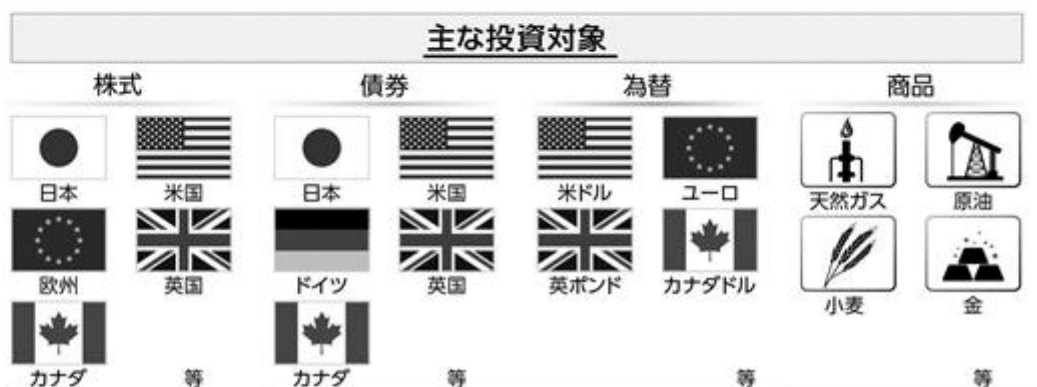 主な投資対象
株式 債券 為替 商品
日本 米国 日本 米国 米ドル ユーロ 天然ガス 原油
欧州 英国 ドイツ 英国 英ポンド カナダドル 小麦 金
カナダ 等 カナダ 等 等 等